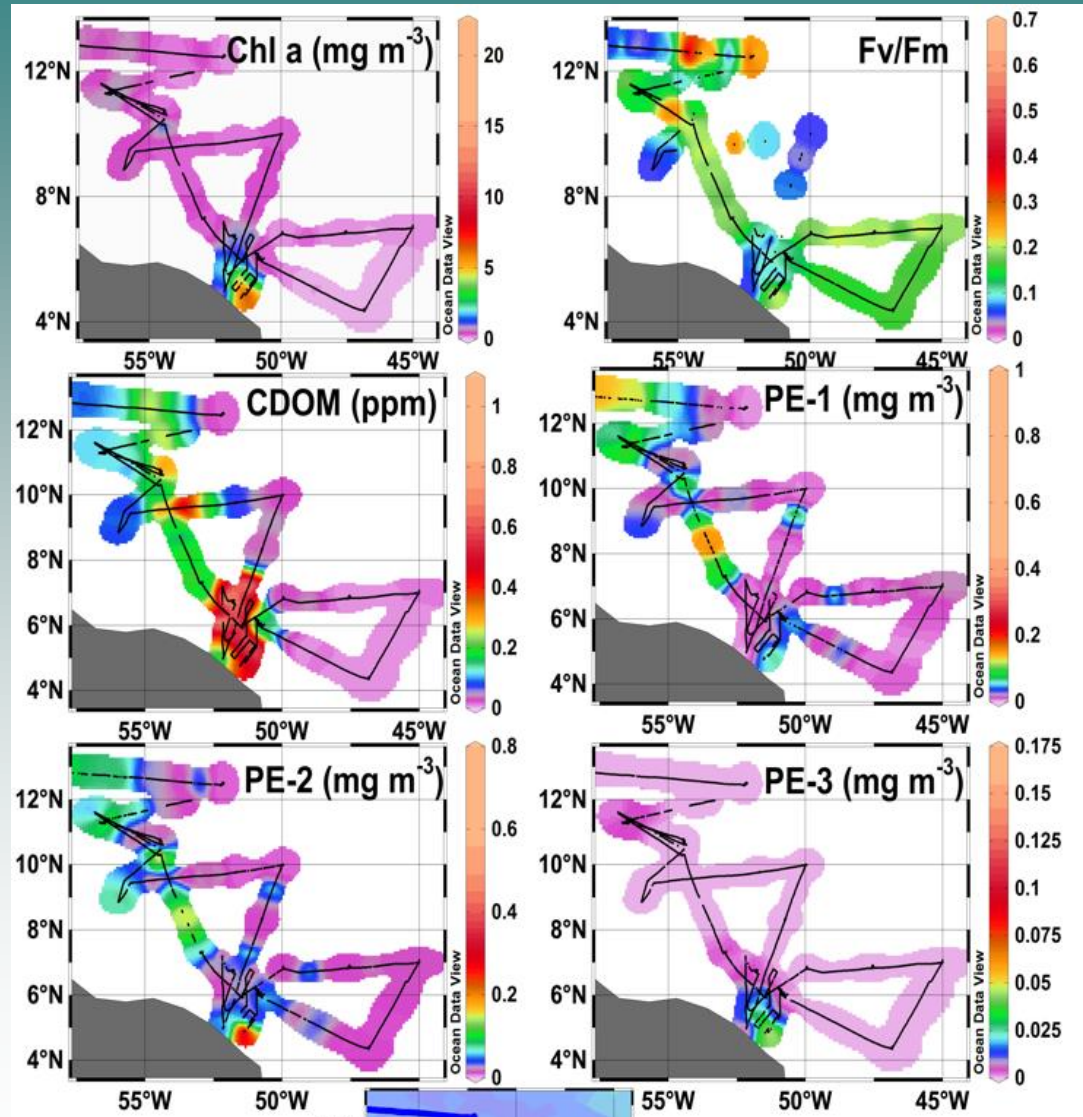 Chl a (mg m-3)
12°N
8°N
4°N
55°W 50°W 45°W
20
15
10
5
0
Ocean Data View
Fv/Fm
12°N
8°N
4°N
55°W 50°W 45°W
0.7
0.6
0.5
0.4
0.3
0.2
0.1
0
Ocean Data View
CDOM (ppm)
12°N
10°N
8°N
6°N
4°N
55°W 50°W 45°W
1
0.8
0.6
0.4
0.2
0
Ocean Data View
PE-1 (mg m-3)
12°N
10°N
8°N
6°N
4°N
55°W 50°W 45°W
1
0.8
0.6
0.4
0.2
0
Ocean Data View
PE-2 (mg m-3)
12°N
10°N
8°N
6°N
4°N
55°W 50°W 45°W
0.8
0.6
0.4
0.2
0
Ocean Data View
PE-3 (mg m-3)
12°N
10°N
8°N
6°N
4°N
55°W 50°W 45°W
0.175
0.15
0.125
0.1
0.075
0.05
0.025
0
Ocean Data View